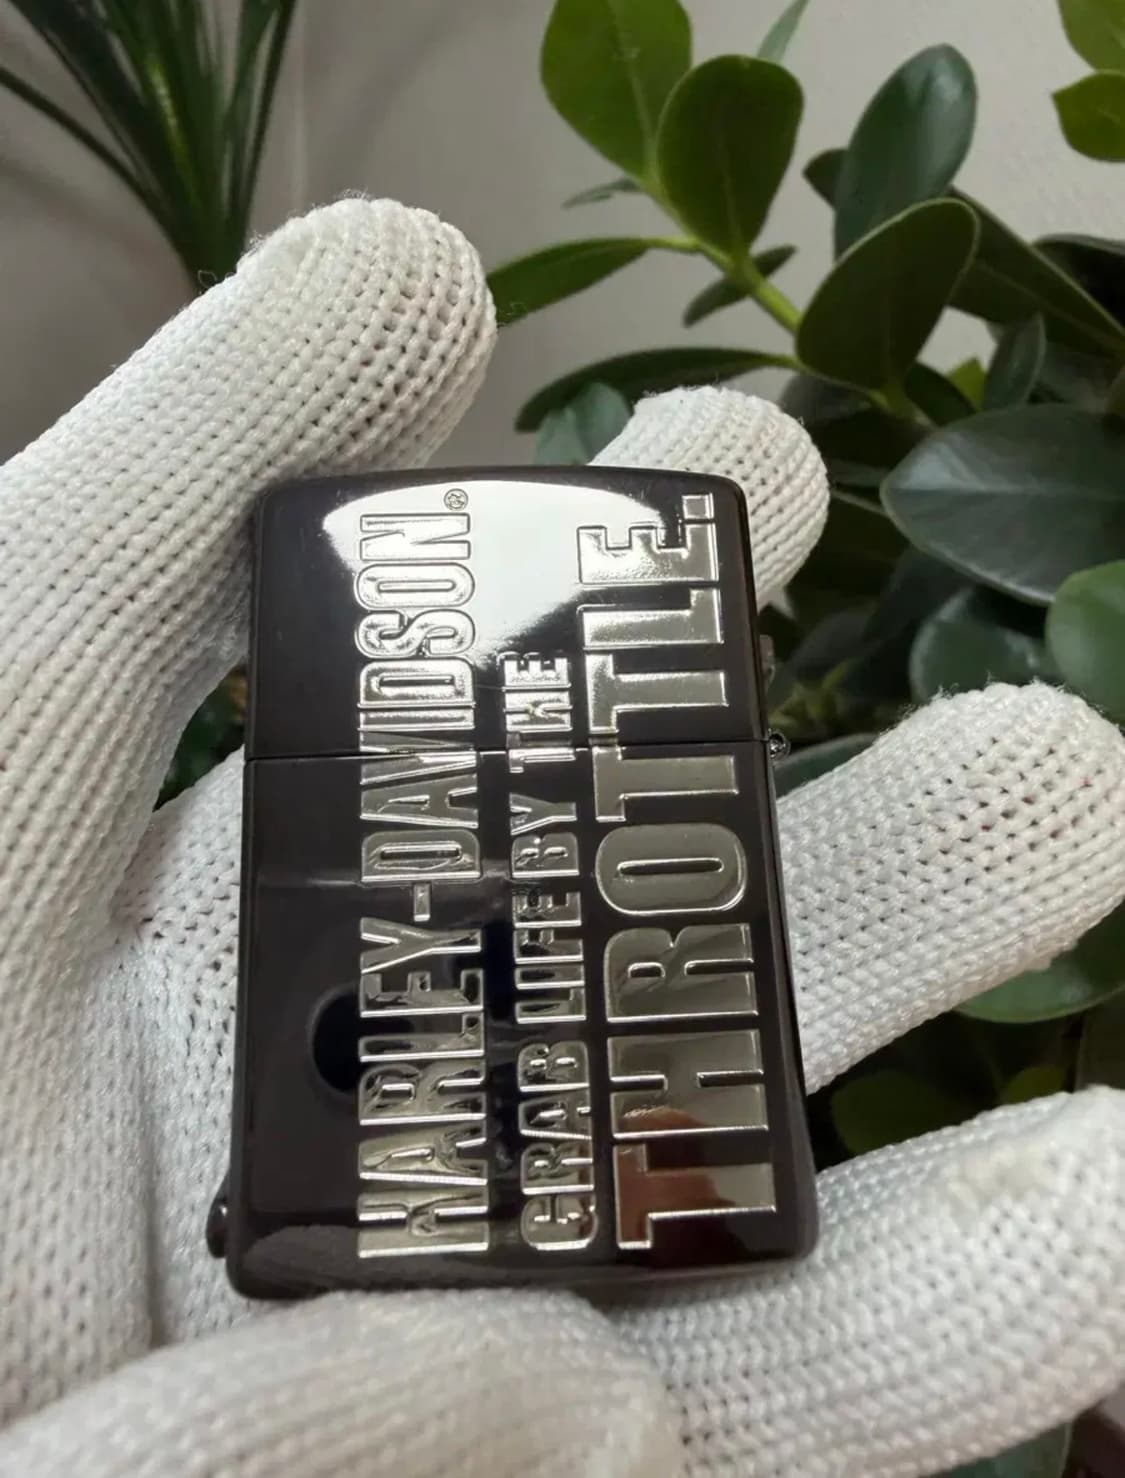 HARLEY-DAVIDSON.®
GRAB LIFE BY THE
THROTTLE.